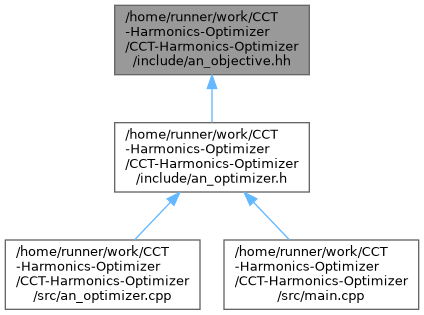 /home/runner/work/CCT
-Harmonics-Optimizer
/CCT-Harmonics-Optimizer
/include/an_objective.hh
/home/runner/work/CCT
-Harmonics-Optimizer
/CCT-Harmonics-Optimizer
/include/an_optimizer.h
/home/runner/work/CCT
-Harmonics-Optimizer
/CCT-Harmonics-Optimizer
/src/an_optimizer.cpp
/home/runner/work/CCT
-Harmonics-Optimizer
/CCT-Harmonics-Optimizer
/src/main.cpp